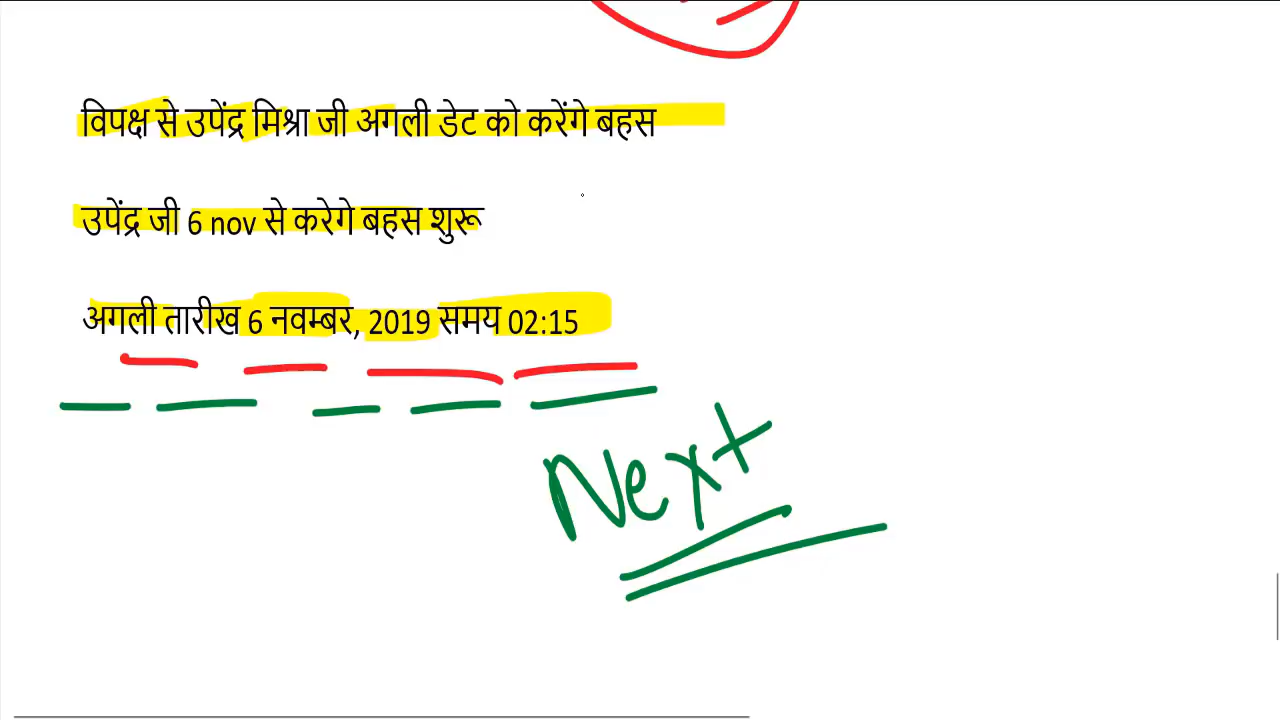 विपक्ष से उपेंद्र मिश्रा जी अगली डेट को करेंगे बहस
उपेंद्र जी 6 nov से करेगे बहस शुरू
अगली तारीख 6 नवम्बर, 2019 समय 02:15
Next